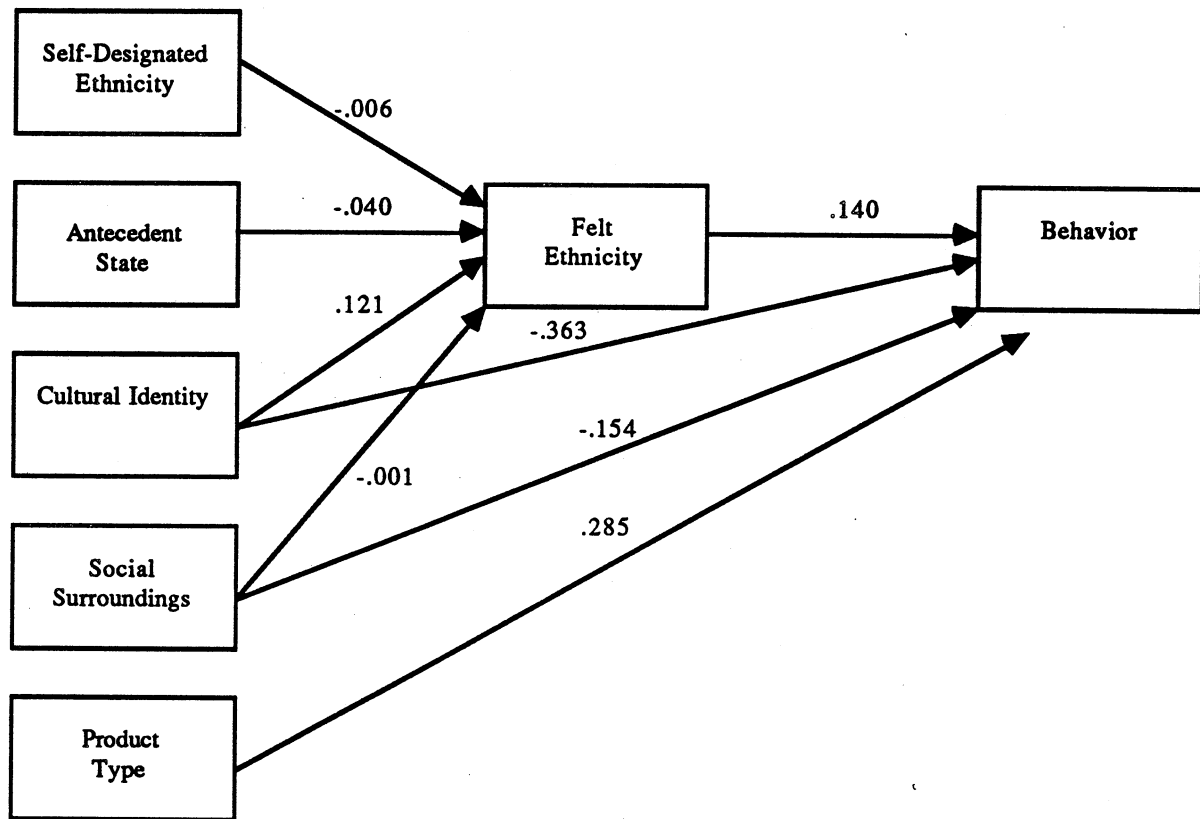 Self-Designated
Ethnicity
-.006
Antecedent
State
-.040
Felt
Ethnicity
.140
Behavior
Cultural Identity
.121
-.363
-.154
-.001
Social
Surroundings
.285
Product
Type